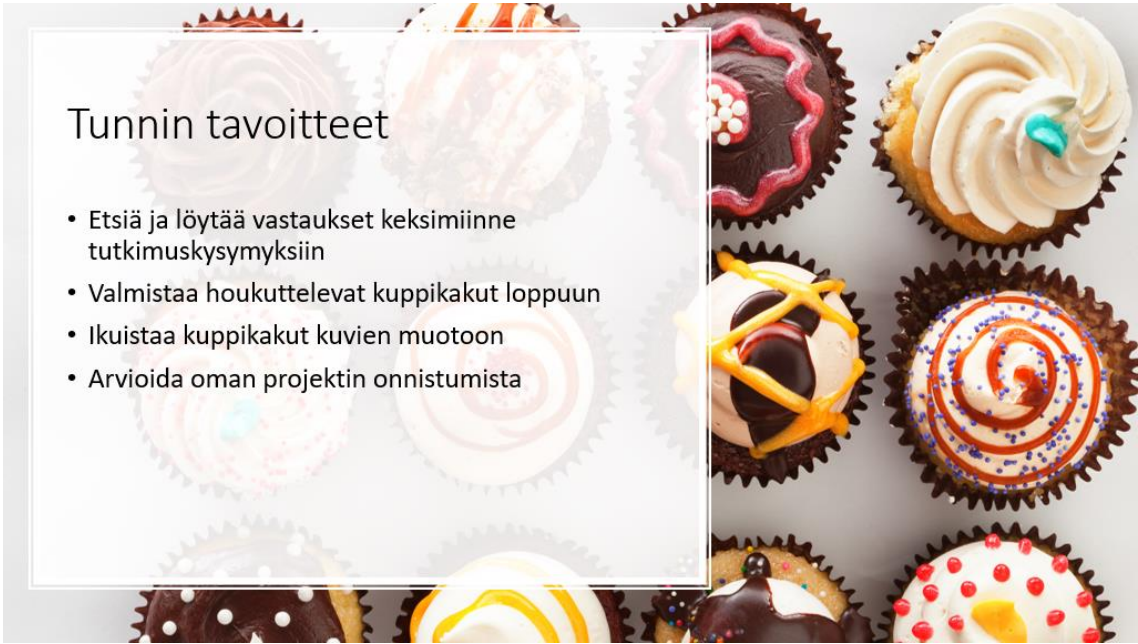 Tunnin tavoitteet
• Etsiä ja löytää vastaukset keksimiinne
tutkimuskysymyksiin
• Valmistaa houkuttelevat kuppikakut loppuun
• Ikuistaa kuppikakut kuvien muotoon
• Arvioida oman projektin onnistumista